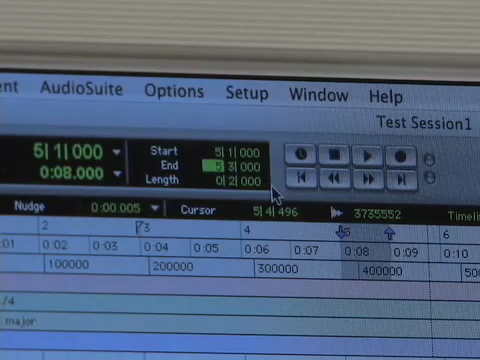 ent AudioSuite Options Setup Window Help
Test Session1
5|1|000
0:08.000
Start 5|1|000
End 5|3|000
Length 0|2|000
Nudge 0:00.005 Cursor 5|4|496 3735552 Timelin
2 3 4 5 6
:01 0:02 0:03 0:04 0:05 0:06 0:07 0:08 0:09 0:10
100000 200000 300000 400000 500
/4
major